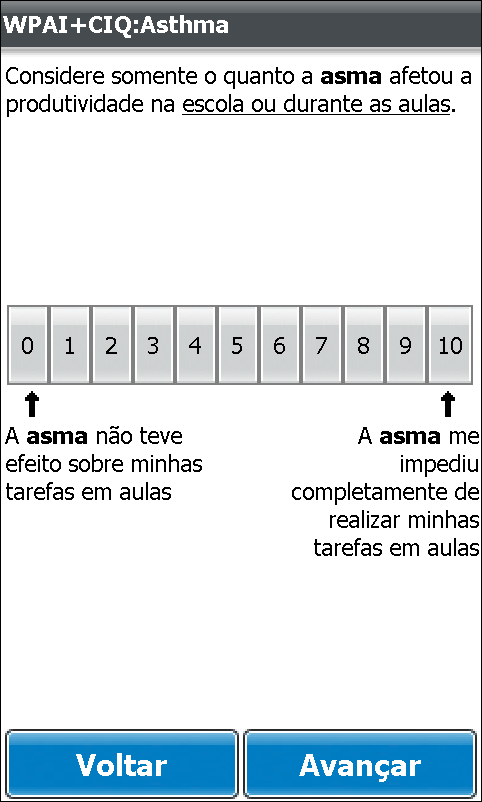 WPAI+CIQ:Asthma
Considere somente o quanto a asma afetou a
produtividade na escola ou durante as aulas.
0 1 2 3 4 5 6 7 8 9 10
A asma não teve
efeito sobre minhas
tarefas em aulas
A asma me
impediu
completamente de
realizar minhas
tarefas em aulas
Voltar Avançar